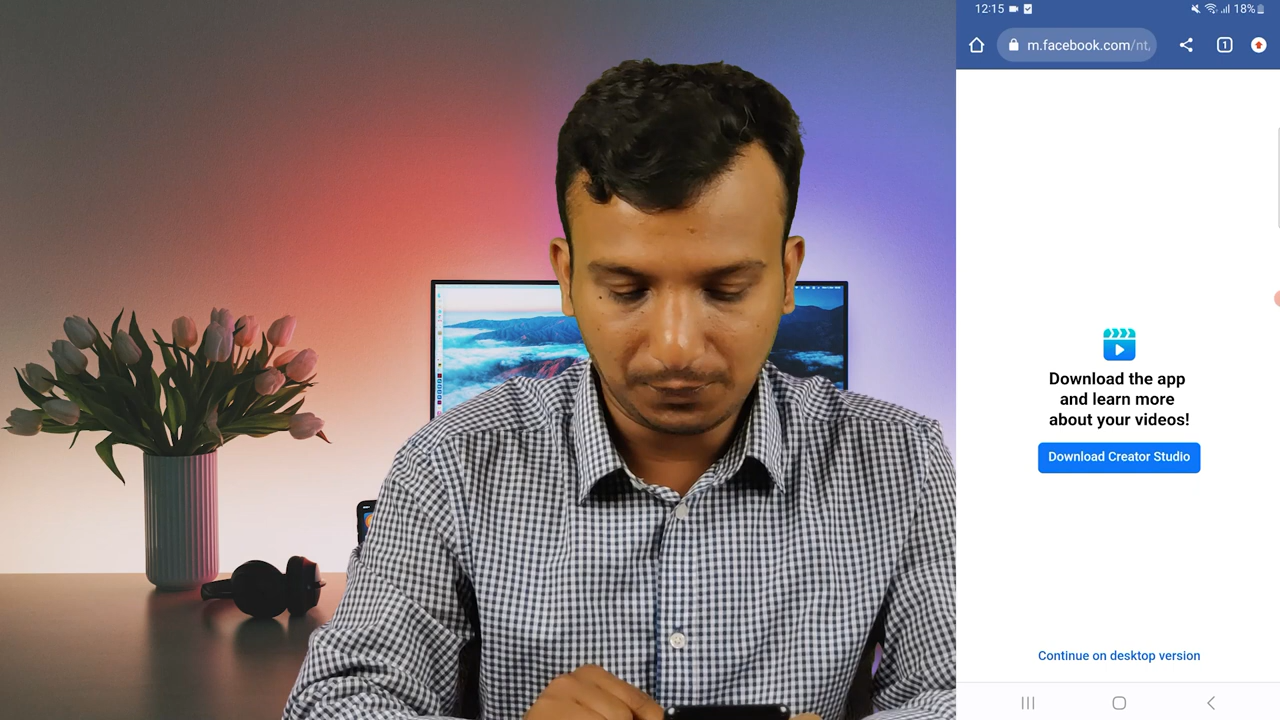 12:15
18%
m.facebook.com/nt,
1
Download the app
and learn more
about your videos!
Download Creator Studio
Continue on desktop version